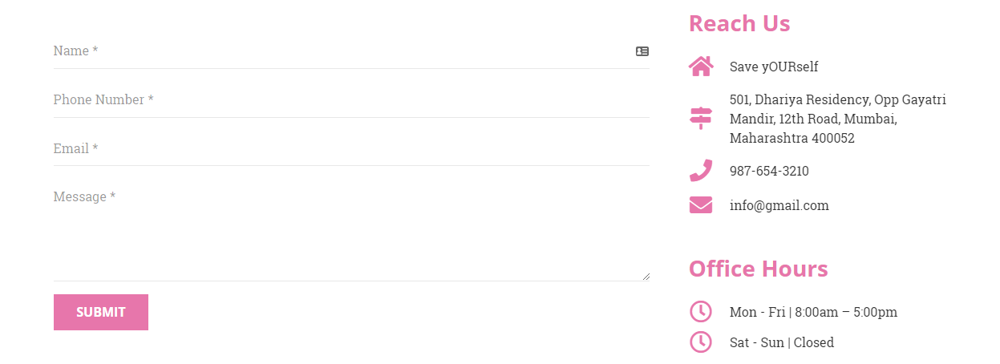 Name *
Phone Number *
Email *
Message *
SUBMIT
Reach Us
Save yOURself
501, Dhariya Residency, Opp Gayatri
Mandir, 12th Road, Mumbai,
Maharashtra 400052
987-654-3210
info@gmail.com
Office Hours
Mon - Fri | 8:00am – 5:00pm
Sat - Sun | Closed